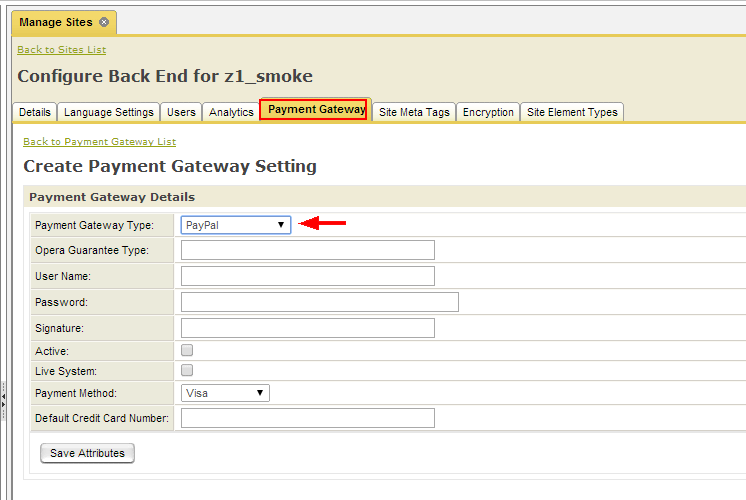 Manage Sites
Back to Sites List
Configure Back End for z1_smoke
Details Language Settings Users Analytics Payment Gateway Site Meta Tags Encryption Site Element Types
Back to Payment Gateway List
Create Payment Gateway Setting
Payment Gateway Details
Payment Gateway Type: PayPal
Opera Guarantee Type:
User Name:
Password:
Signature:
Active:
Live System:
Payment Method: Visa
Default Credit Card Number:
Save Attributes